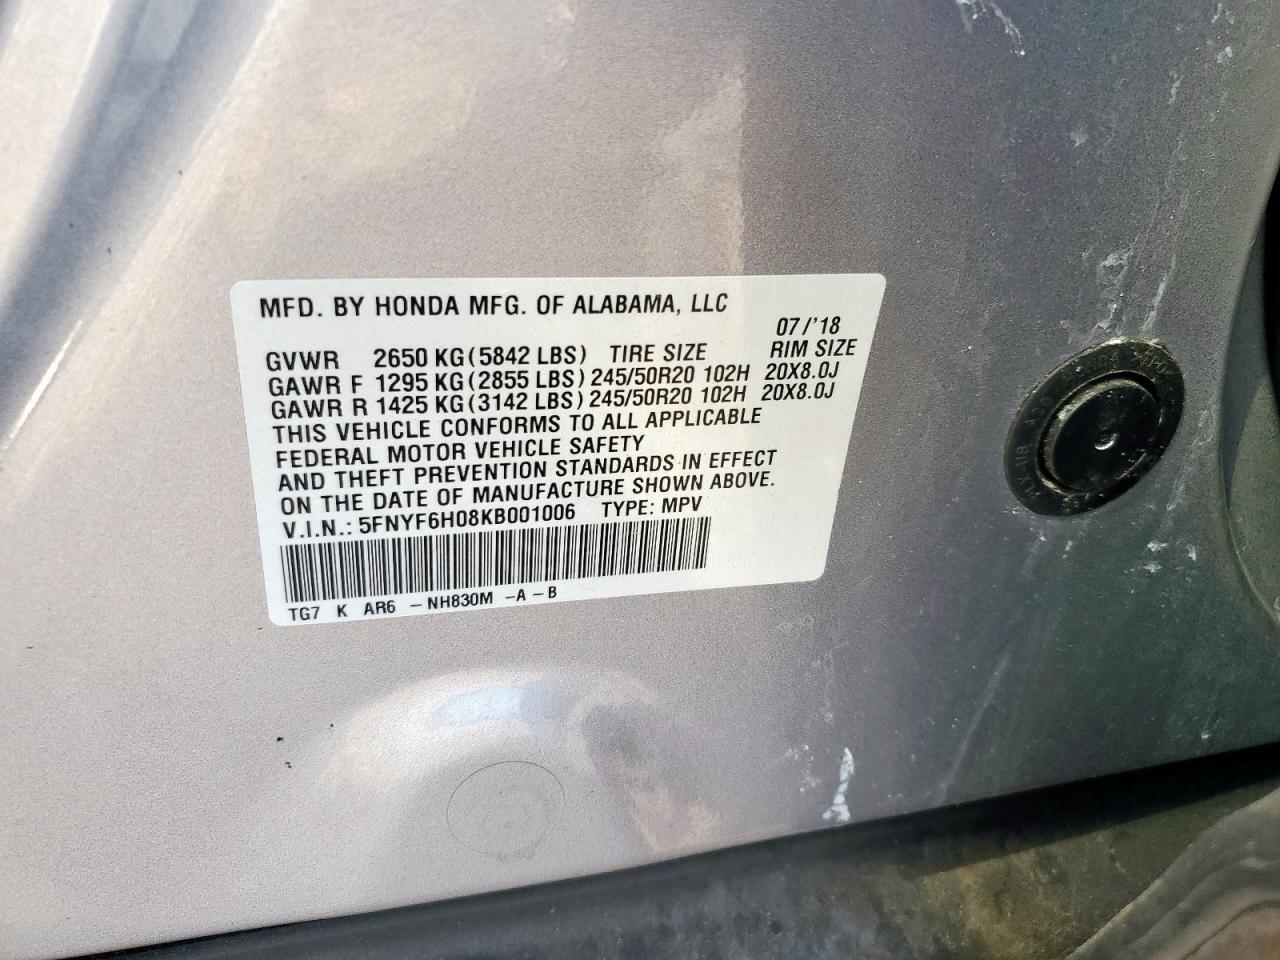 MFD. BY HONDA MFG. OF ALABAMA, LLC
07/'18
GVWR 2650 KG (5842 LBS) TIRE SIZE RIM SIZE
GAWR F 1295 KG (2855 LBS) 245/50R20 102H 20X8.0J
GAWR R 1425 KG (3142 LBS) 245/50R20 102H 20X8.0J
THIS VEHICLE CONFORMS TO ALL APPLICABLE
FEDERAL MOTOR VEHICLE SAFETY
AND THEFT PREVENTION STANDARDS IN EFFECT
ON THE DATE OF MANUFACTURE SHOWN ABOVE.
V.I.N.: 5FNYF6H08KB001006 TYPE: MPV
TG7 K AR6 -NH830M -A-B